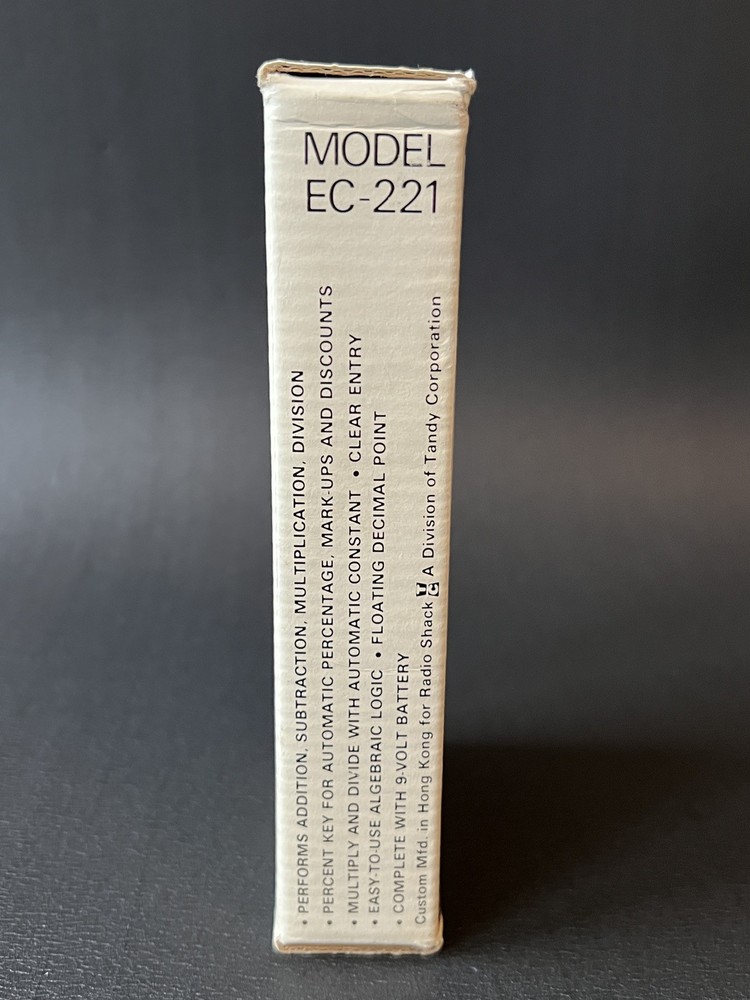 MODEL
EC-221
• PERFORMS ADDITION, SUBTRACTION, MULTIPLICATION, DIVISION
• PERCENT KEY FOR AUTOMATIC PERCENTAGE, MARK-UPS AND DISCOUNTS
• MULTIPLY AND DIVIDE WITH AUTOMATIC CONSTANT • CLEAR ENTRY
• EASY-TO-USE ALGEBRAIC LOGIC • FLOATING DECIMAL POINT
• COMPLETE WITH 9-VOLT BATTERY
Custom Mfd. in Hong Kong for Radio Shack TC A Division of Tandy Corporation